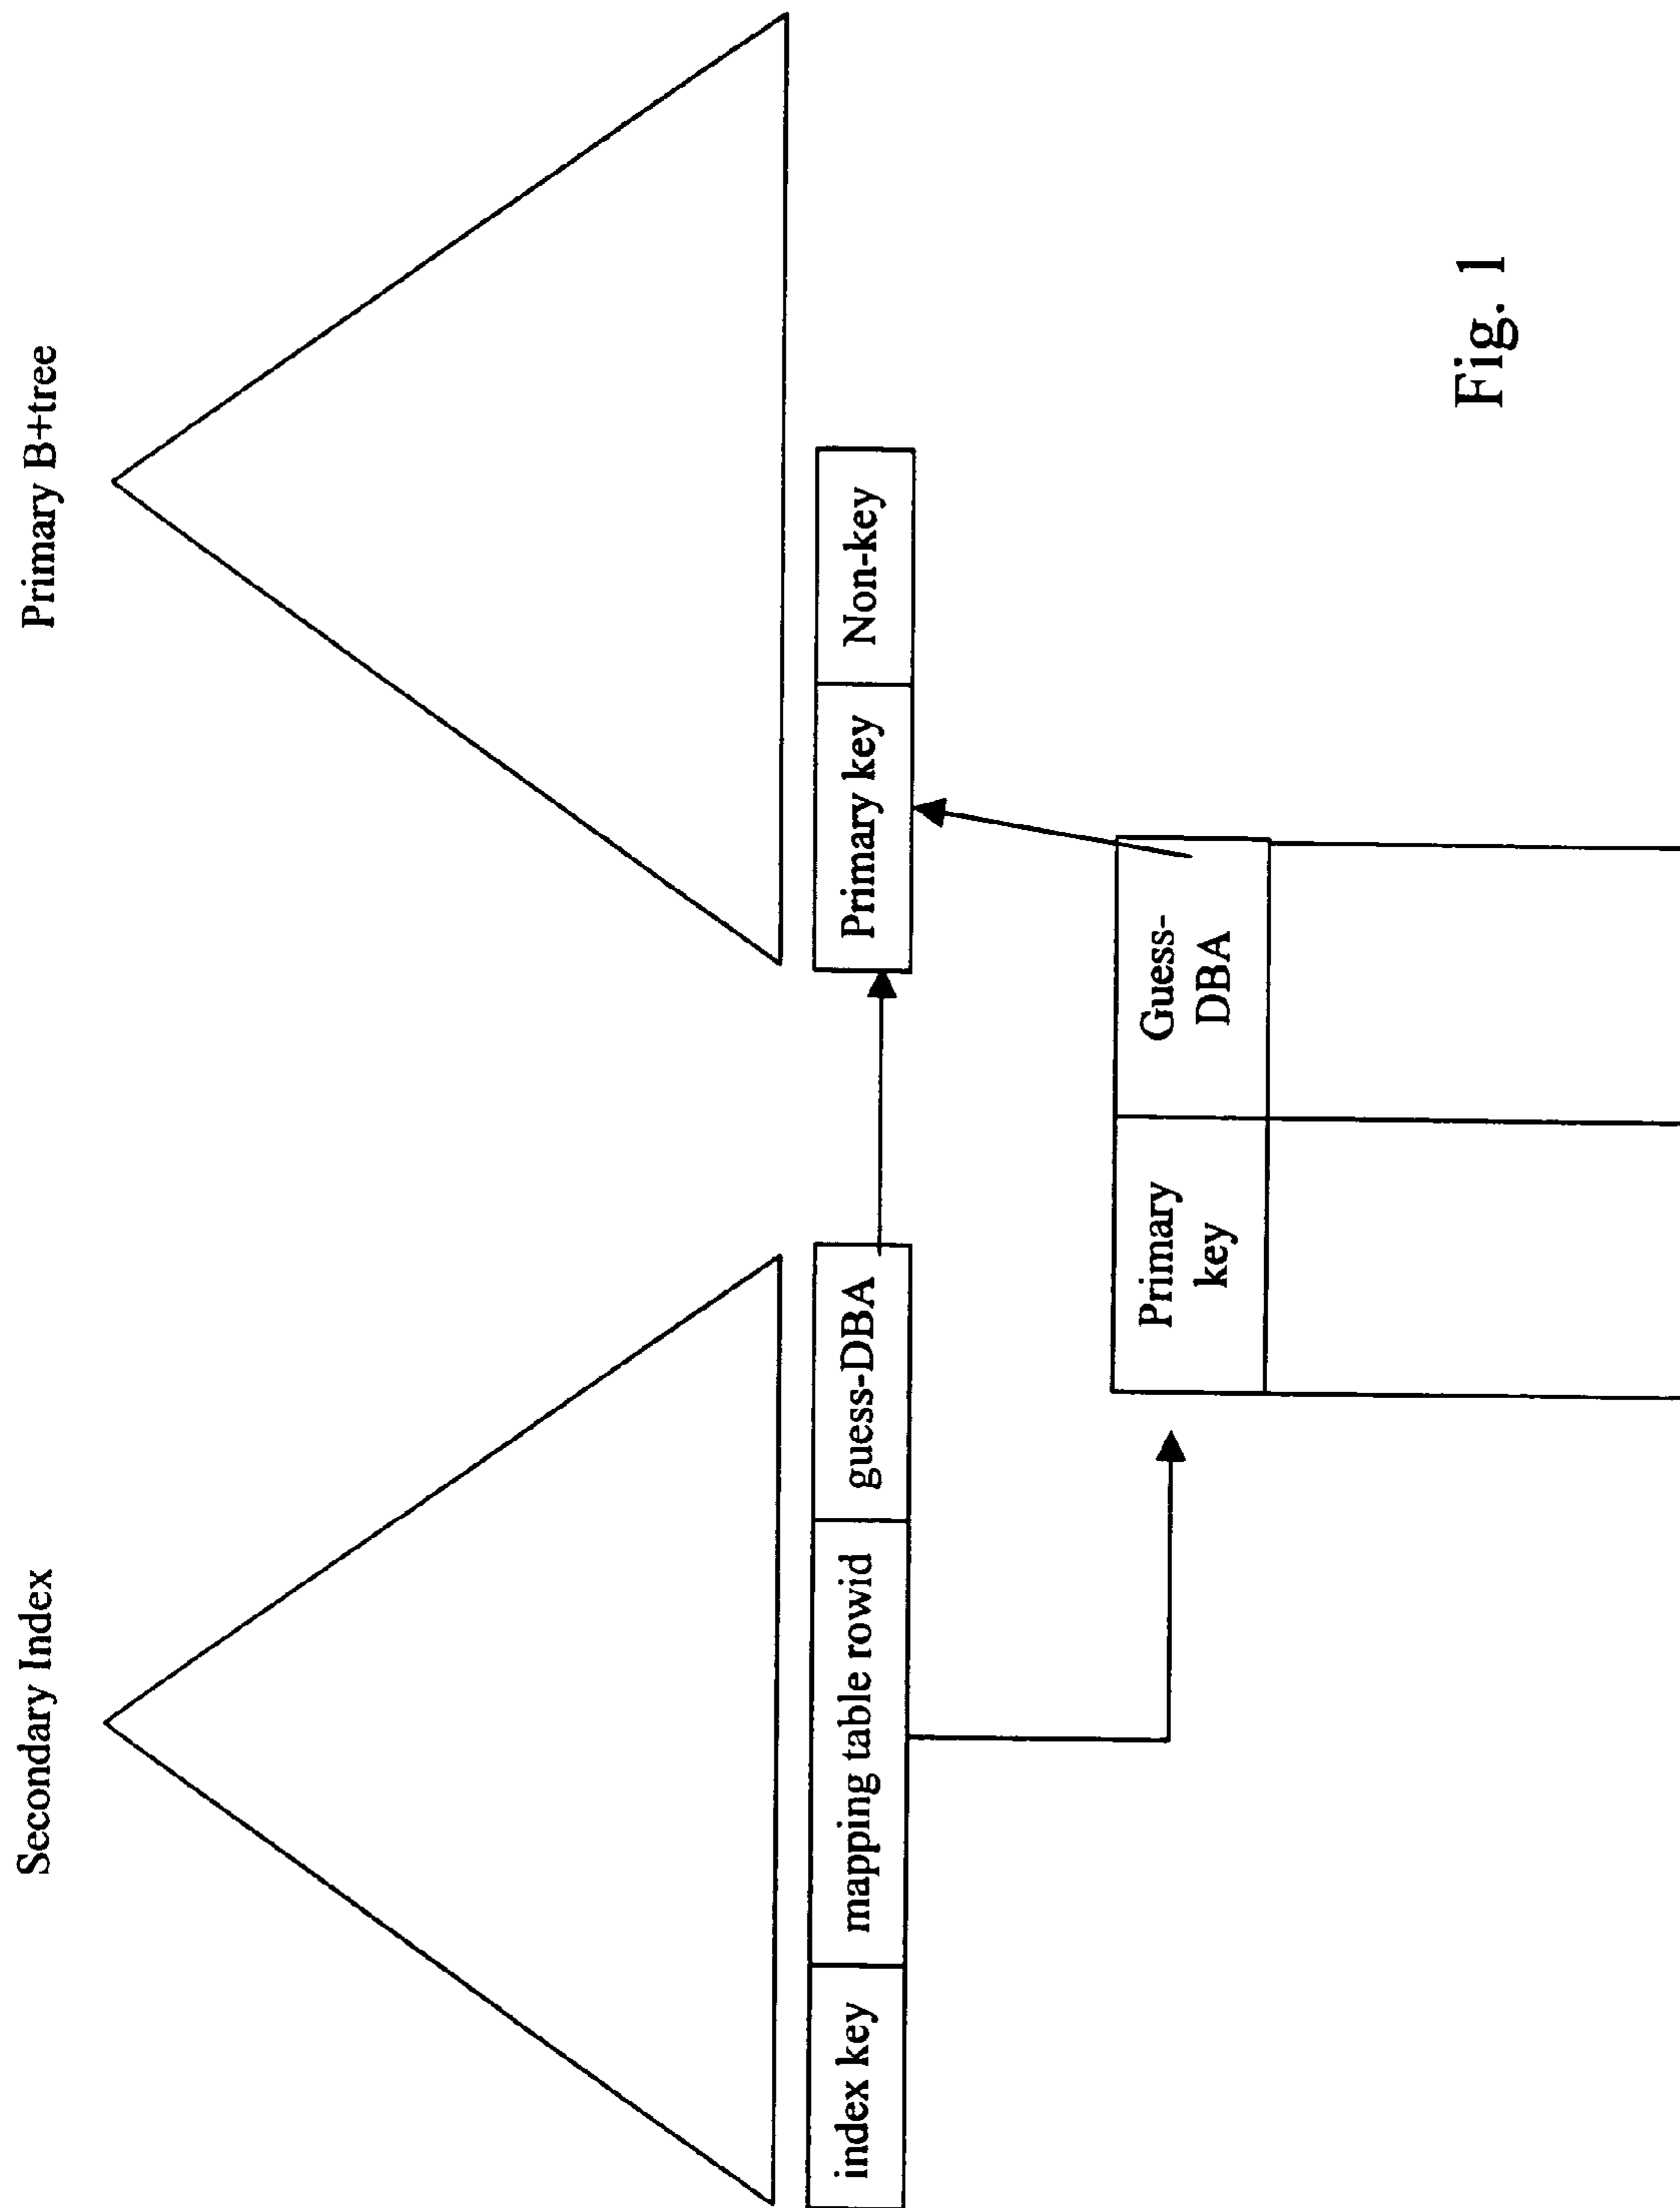 Secondary Index
Primary B+tree
index key
mapping table rowid
guess-DBA
Primary key
Non-key
Primary
key
Guess-
DBA
Fig. 1